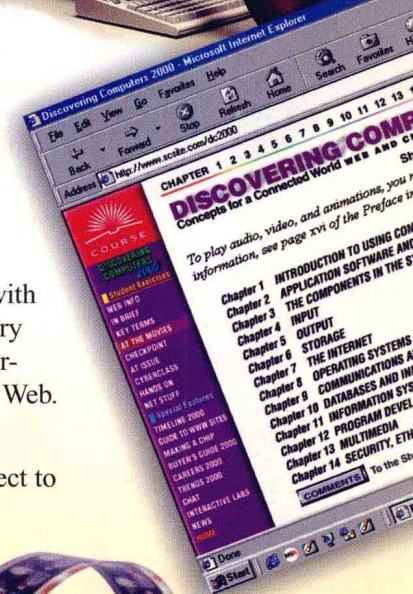 Discovering Computers 2000 - Microsoft Internet Explorer
File Edit View Go Favorites Help
Back Forward Stop Refresh Home Search Favorites
Address http://www.scsite.com/dc2000
CHAPTER 1 2 3 4 5 6 7 8 9 10 11 12 13
DISCOVERING COMP
Concepts for a Connected World WEB AND C
To play audio, video, and animations, you
information, see page xvi of the Preface
Chapter 1 INTRODUCTION TO USING COM
Chapter 2 APPLICATION SOFTWARE AN
Chapter 3 THE COMPONENTS IN THE S
Chapter 4 INPUT
Chapter 5 OUTPUT
Chapter 6 STORAGE
Chapter 7 THE INTERNET
Chapter 8 OPERATING SYSTEMS
Chapter 9 COMMUNICATIONS A
Chapter 10 DATABASES AND IN
Chapter 11 INFORMATION SYS
Chapter 12 PROGRAM DEVEL
Chapter 13 MULTIMEDIA
Chapter 14 SECURITY, ETH
COMMENTS To the Sh
COURSE
DISCOVERING
COMPUTERS
2000
Student Exercises
WEB INFO
IN BRIEF
KEY TERMS
AT THE MOVIES
CHECKPOINT
AT ISSUE
CYBERCLASS
HANDS ON
NET STUFF
Special Features
TIMELINE 2000
GUIDE TO WWW SITES
MAKING A CHIP
BUYER'S GUIDE 2000
CAREERS 2000
TRENDS 2000
CHAT
INTERACTIVE LABS
NEWS
HOME
Done
Start
with
ry
r-
Web.
ect to